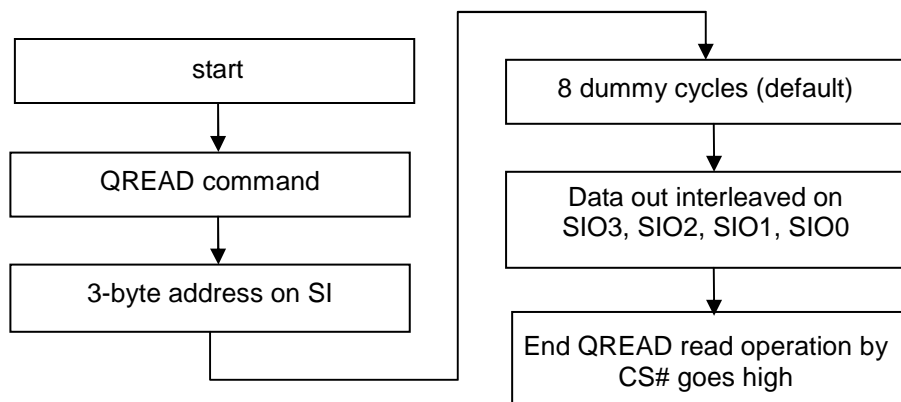 start
QREAD command
3-byte address on SI
8 dummy cycles (default)
Data out interleaved on
SIO3, SIO2, SIO1, SIO0
End QREAD read operation by
CS# goes high